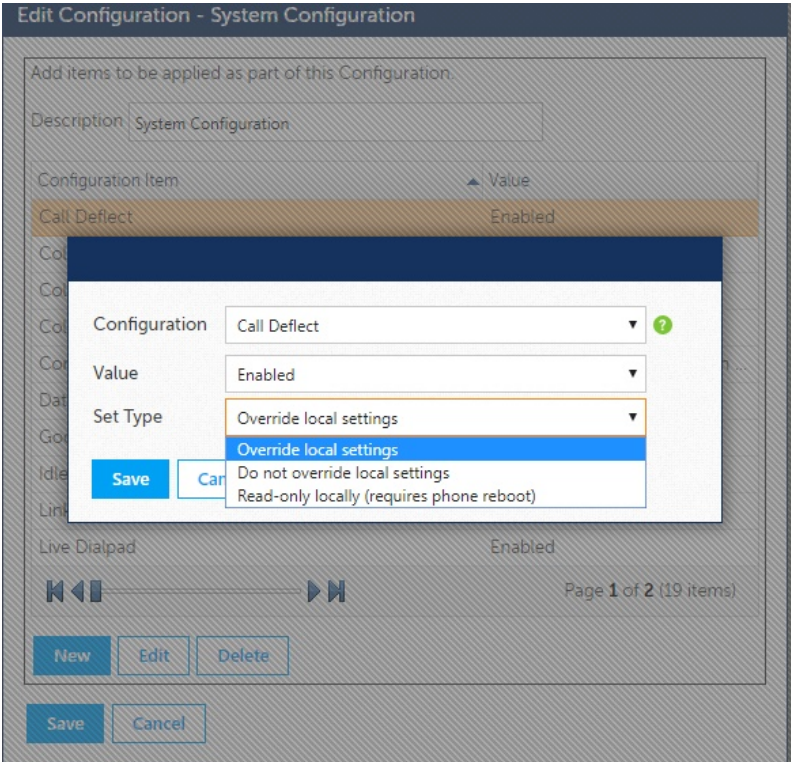 Edit Configuration - System Configuration
Add items to be applied as part of this Configuration.
Description System Configuration
Configuration Item Value
Call Deflect Enabled
Configuration Call Deflect ?
Value Enabled
Set Type Override local settings
Override local settings
Do not override local settings
Read-only locally (requires phone reboot)
Save
Live Dialpad Enabled
Page 1 of 2 (19 items)
New Edit Delete
Save Cancel